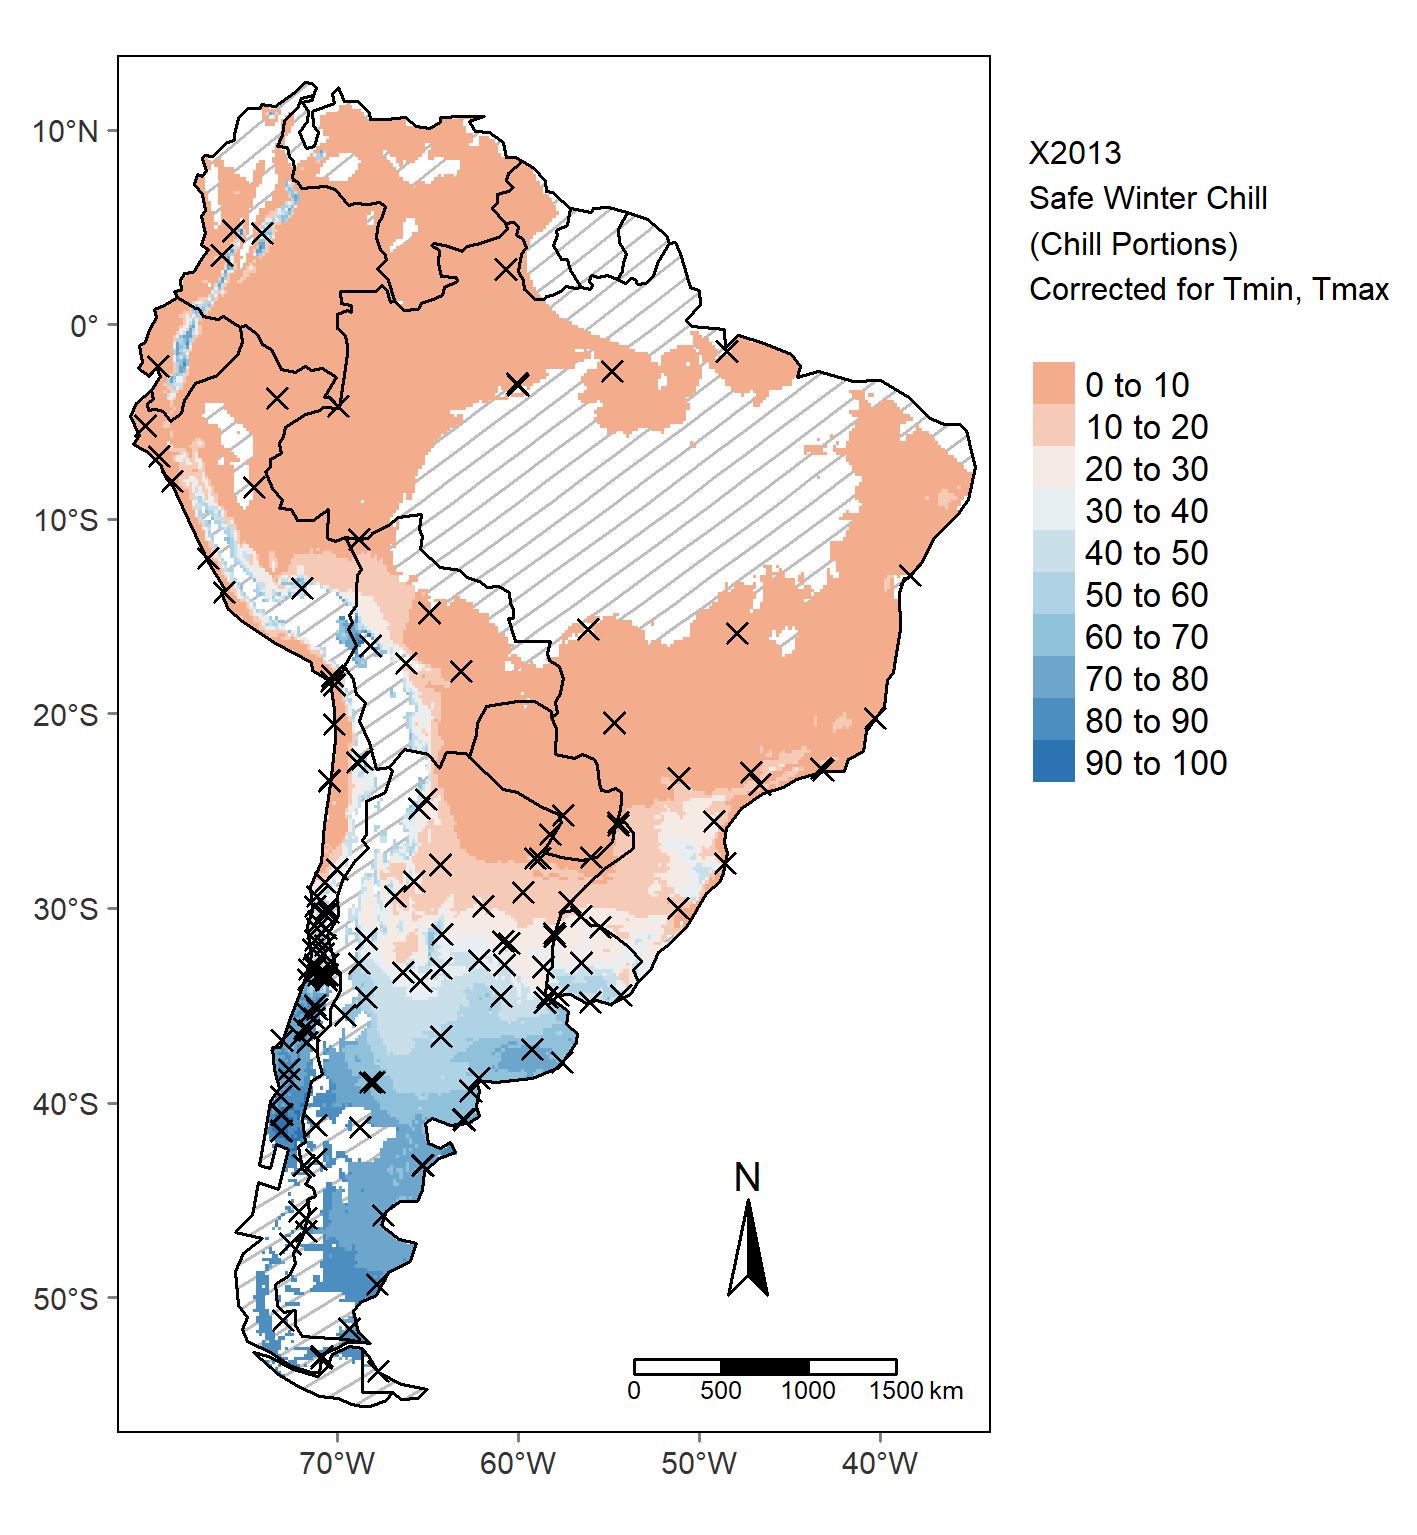 X2013
Safe Winter Chill
(Chill Portions)
Corrected for Tmin, Tmax
0 to 10
10 to 20
20 to 30
30 to 40
40 to 50
50 to 60
60 to 70
70 to 80
80 to 90
90 to 100
10°N
0°
10°S
20°S
30°S
40°S
50°S
N
0 500 1000 1500 km
70°W 60°W 50°W 40°W